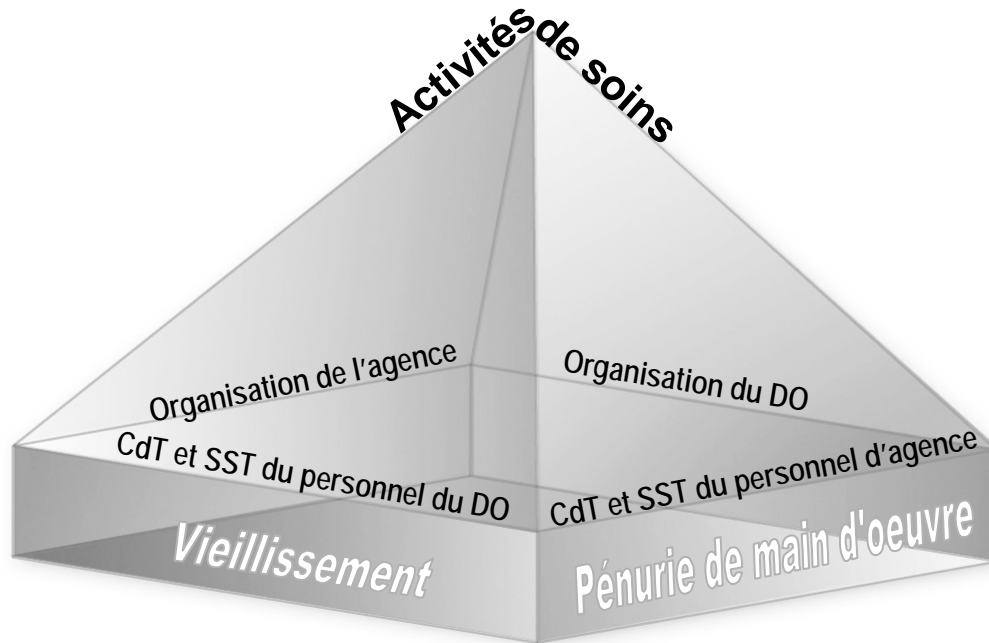 Activités de soins
Organisation de l'agence
Organisation du DO
CdT et SST du personnel du DO
CdT et SST du personnel d'agence
Vieillissement
Pénurie de main d'oeuvre